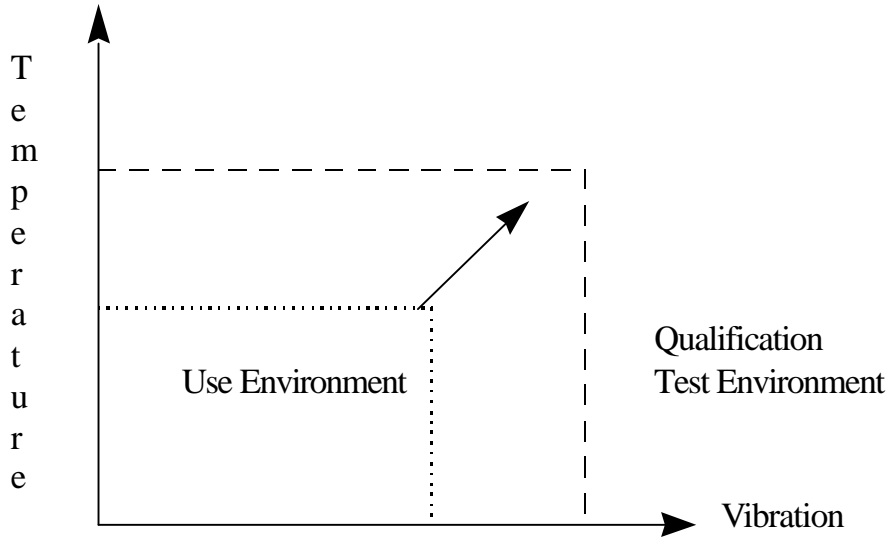 Temperature
Use Environment
Qualification
Test Environment
Vibration